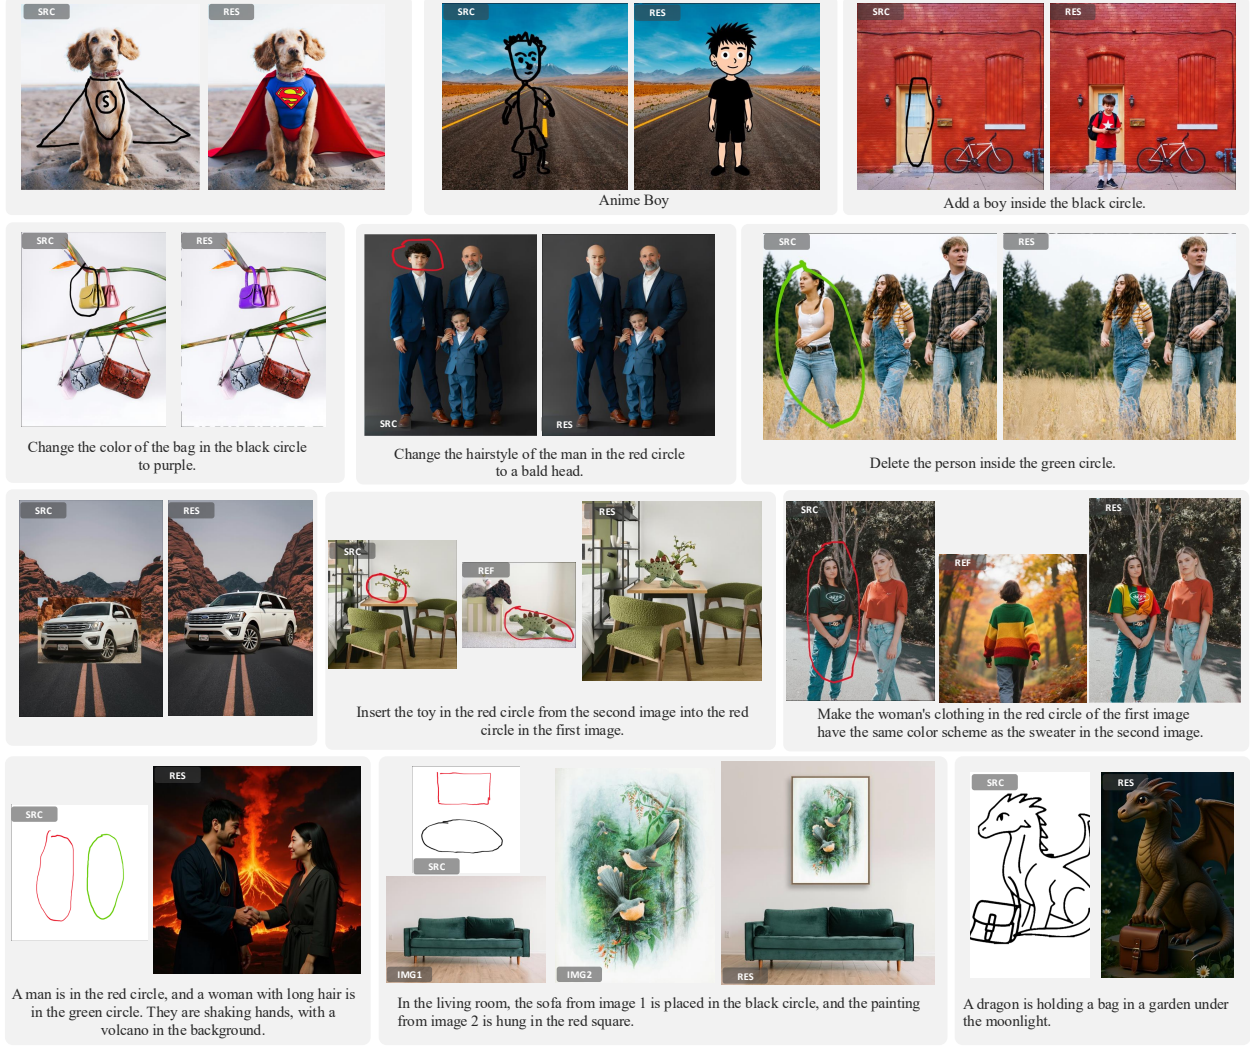 SRC
RES
S
SRC
RES
Anime Boy
SRC
RES
Add a boy inside the black circle.
SRC
RES
Change the color of the bag in the black circle
to purple.
SRC
RES
Change the hairstyle of the man in the red circle
to a bald head.
SRC
RES
Delete the person inside the green circle.
SRC
RES
SRC
REF
RES
Insert the toy in the red circle from the second image into the red
circle in the first image.
SRC
REF
RES
Make the woman's clothing in the red circle of the first image
have the same color scheme as the sweater in the second image.
SRC
RES
A man is in the red circle, and a woman with long hair is
in the green circle. They are shaking hands, with a
volcano in the background.
SRC
IMG1
IMG2
RES
In the living room, the sofa from image 1 is placed in the black circle, and the painting
from image 2 is hung in the red square.
SRC
RES
A dragon is holding a bag in a garden under
the moonlight.